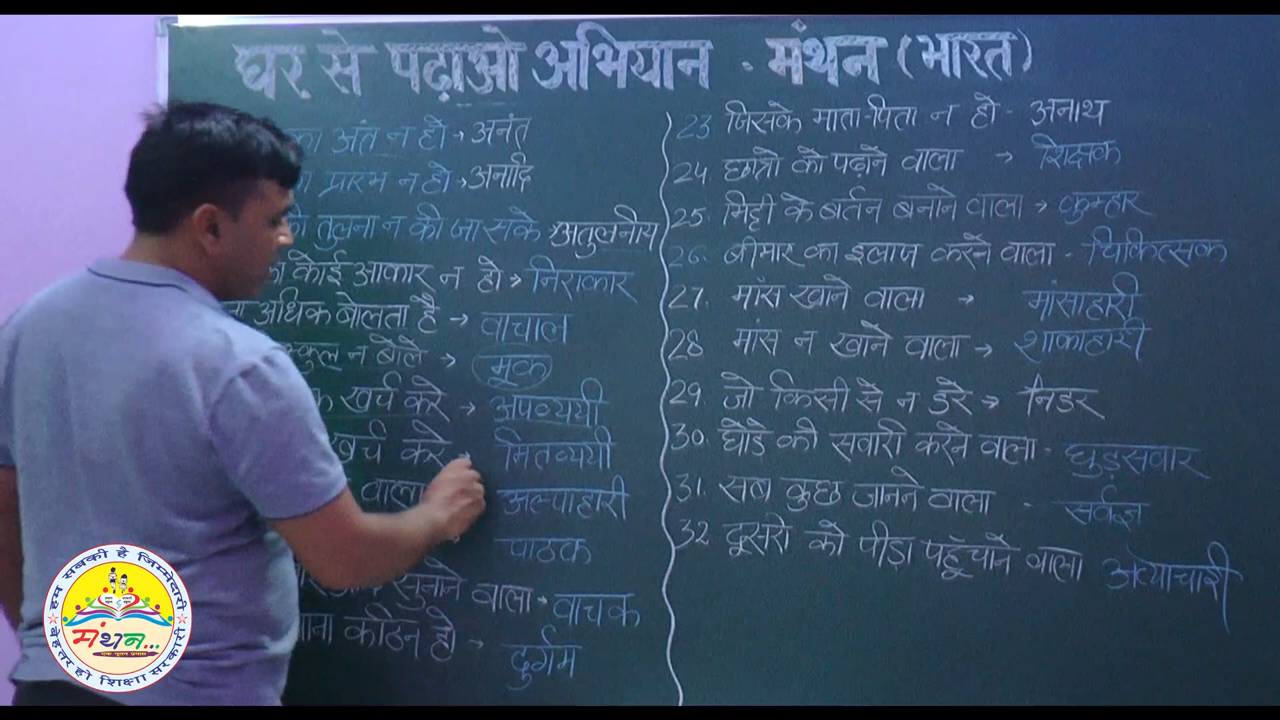 घर से पढ़ाओ अभियान - मंथन (भारत)
का अंत न हो → अनंत
प्रारंभ न हो → अनादि
की तुलना न की जा सके अतुलनीय
का कोई आकार न हो → निराकार
अधिक बोलता है → वाचाल
न बोले → मूक
खर्च करे → अपव्ययी
खर्च करे → मितव्ययी
वाला अल्पाहारी
पाठक
सुनाने वाला → वाचक
जाना कठिन हो - दुर्गम
23 जिसके माता-पिता न हो - अनाथ
24. छात्रो को पढ़ाने वाला → शिक्षक
25. मिट्टी के बर्तन बनाने वाला → कुम्हार
26. बीमार का इलाज करने वाला - चिकित्सक
27. मांस खाने वाला → मांसाहारी
28 मांस न खाने वाला → शाकाहारी
29. जो किसी से न डरे → निडर
30. घोडे की सवारी करने वाला - घुड़सवार
31. सब कुछ जानने वाला - सर्वज्ञ
32 दूसरो को पीड़ा पहुँचाने वाला अत्याचारी
हम सबकी है जिम्मेदारी
मंथन...
एक नूतन प्रयास
बेहतर हो शिक्षा सरकारी